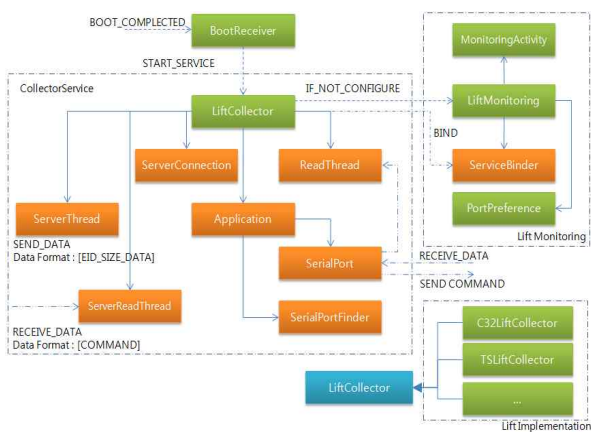 BOOT_COMPLECTED
BootReceiver
MonitoringActivity
START_SERVICE
CollectorService
IF_NOT_CONFIGURE
LiftCollector
LiftMonitoring
BIND
ServerConnection
ReadThread
ServiceBinder
ServerThread
Application
PortPreference
Lift Monitoring
SEND_DATA
Data Format : [EID_SIZE_DATA]
SerialPort
RECEIVE_DATA
SEND COMMAND
ServerReadThread
SerialPortFinder
RECEIVE_DATA
Data Format : [COMMAND]
C32LiftCollector
TSLiftCollector
LiftCollector
...
Lift Implementation